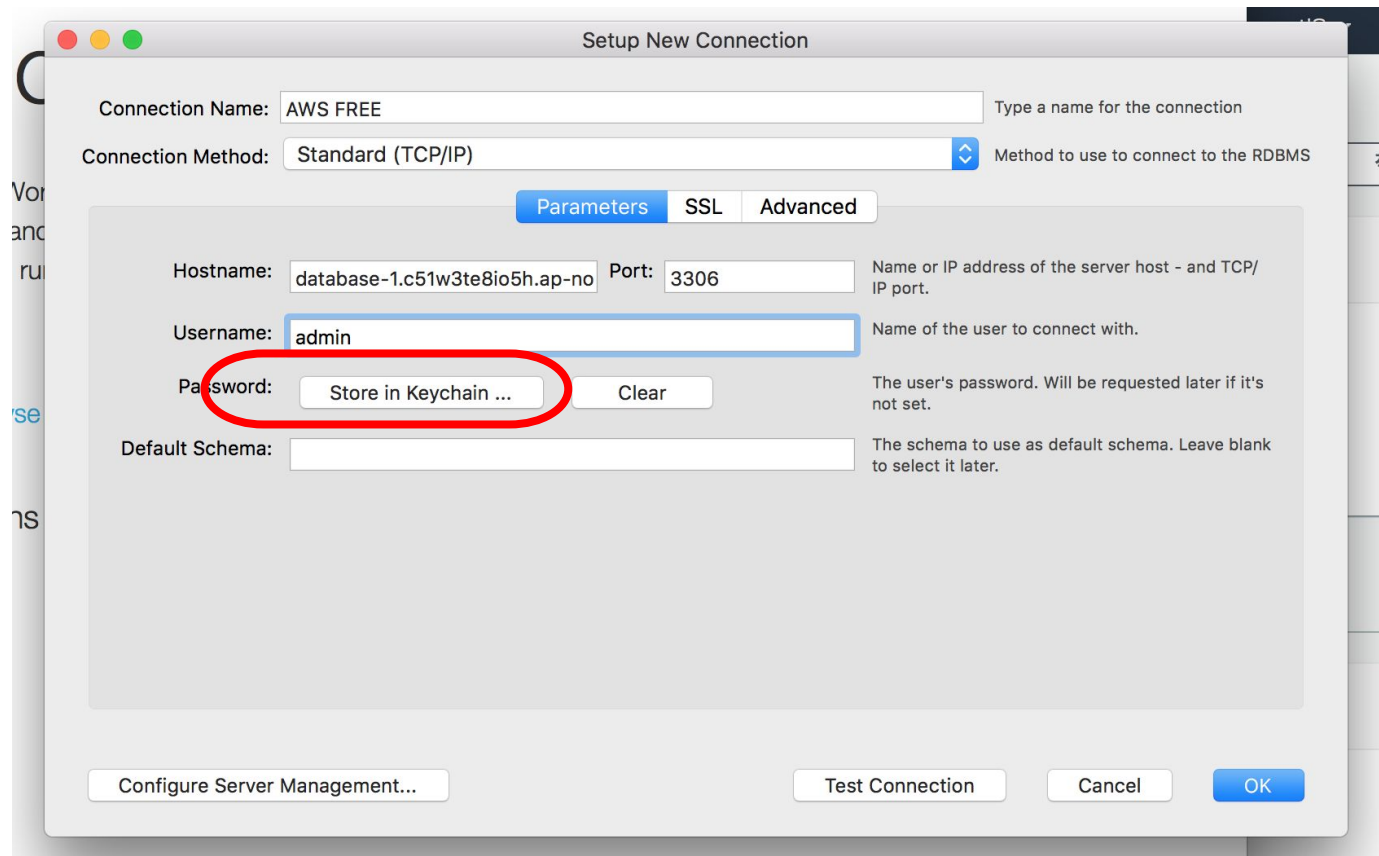 Setup New Connection
Connection Name: AWS FREE Type a name for the connection
Connection Method: Standard (TCP/IP) Method to use to connect to the RDBMS
Parameters SSL Advanced
Hostname: database-1.c51w3te8io5h.ap-no Port: 3306 Name or IP address of the server host - and TCP/
IP port.
Username: admin Name of the user to connect with.
Password: Store in Keychain ... Clear The user's password. Will be requested later if it's
not set.
Default Schema: The schema to use as default schema. Leave blank
to select it later.
Configure Server Management... Test Connection Cancel OK